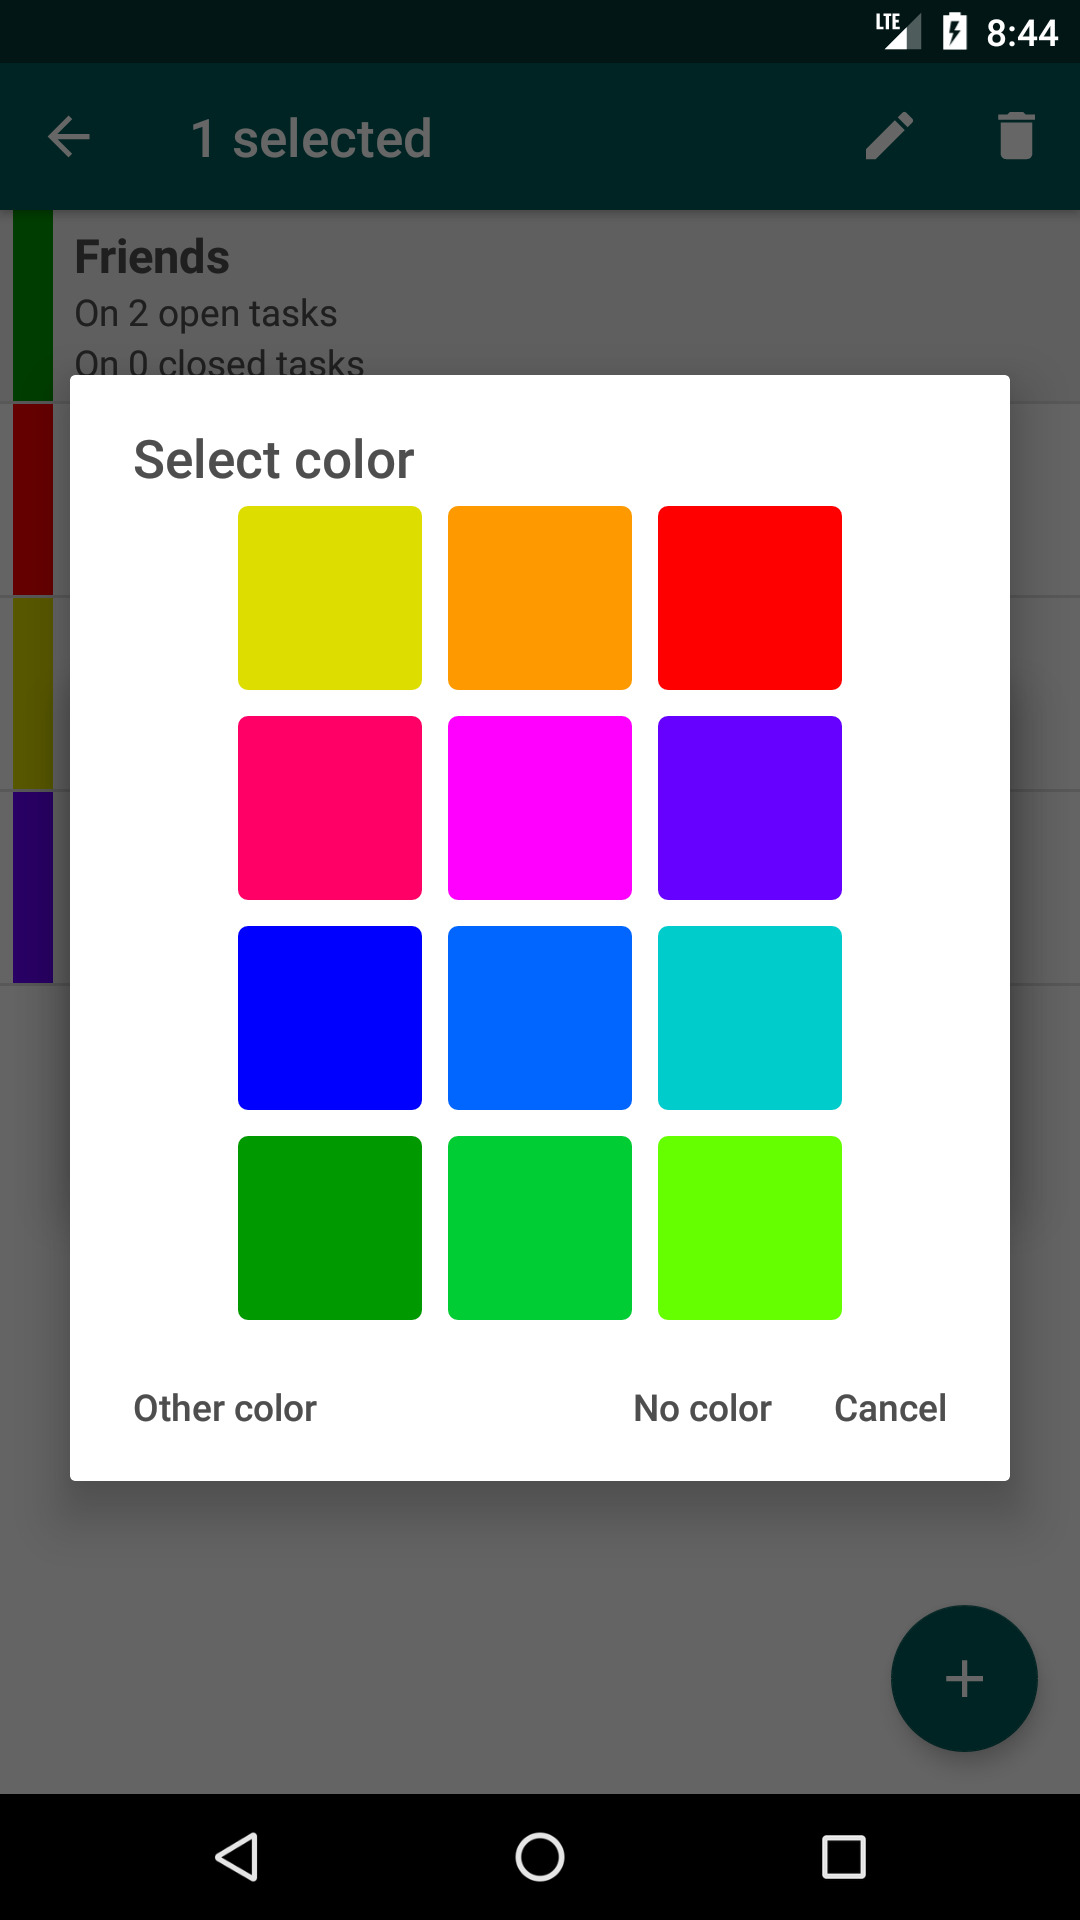 LTE 8:44
1 selected
Friends
On 2 open tasks
On 0 closed tasks
Select color
Other color No color Cancel